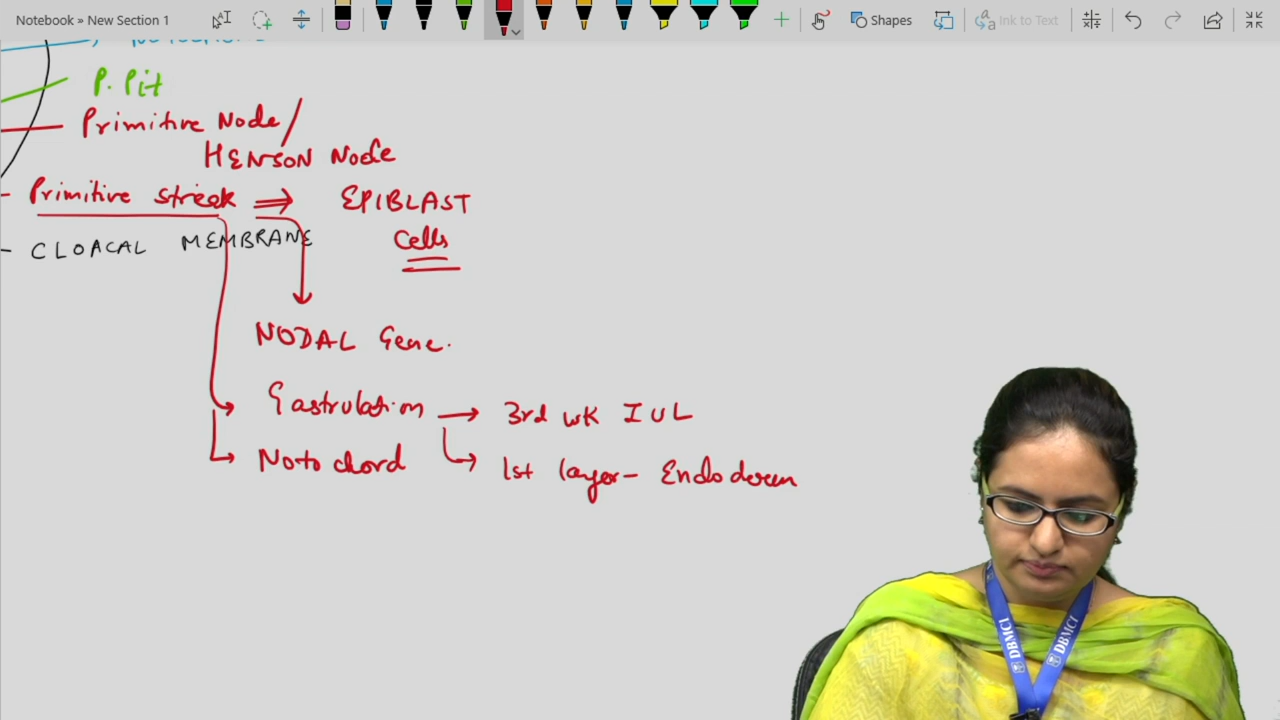 Notebook » New Section 1
Shapes
Ink to Text
P. Pit
Primitive Node/
HENSON Node
Primitive streek ⇒ EPIBLAST
cells
CLOACAL MEMBRANE
NODAL Gene.
Gastrulation → 3rd wk IUL
Notochord
1st layer - Endoderm
DBMCI
DBMCI